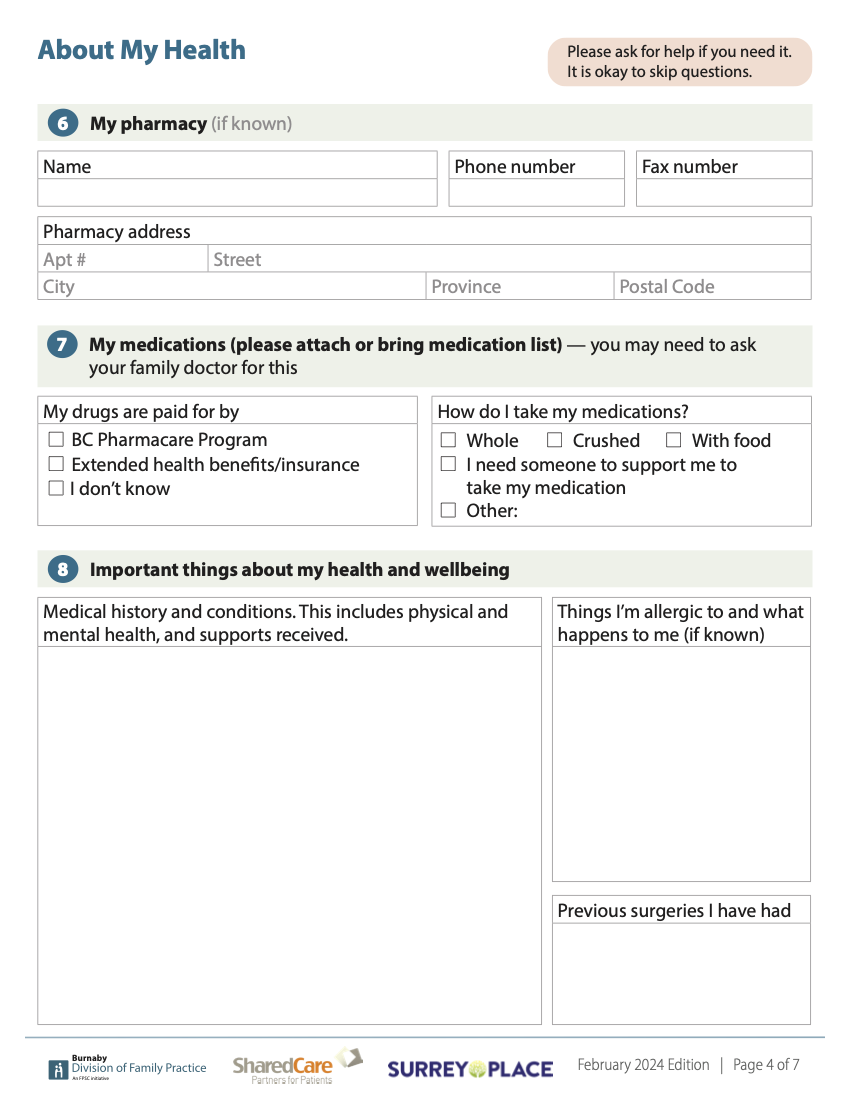 About My Health
Please ask for help if you need it.
It is okay to skip questions.
6 My pharmacy (if known)
Name
Phone number
Fax number
Pharmacy address
Apt #
Street
City
Province
Postal Code
7 My medications (please attach or bring medication list) — you may need to ask
your family doctor for this
My drugs are paid for by
BC Pharmacare Program
Extended health benefits/insurance
I don’t know
How do I take my medications?
Whole Crushed With food
I need someone to support me to
take my medication
Other:
8 Important things about my health and wellbeing
Medical history and conditions. This includes physical and
mental health, and supports received.
Things I’m allergic to and what
happens to me (if known)
Previous surgeries I have had
Burnaby
Division of Family Practice
An FPSC initiative
SharedCare
Partners for Patients
SURREY PLACE
February 2024 Edition | Page 4 of 7